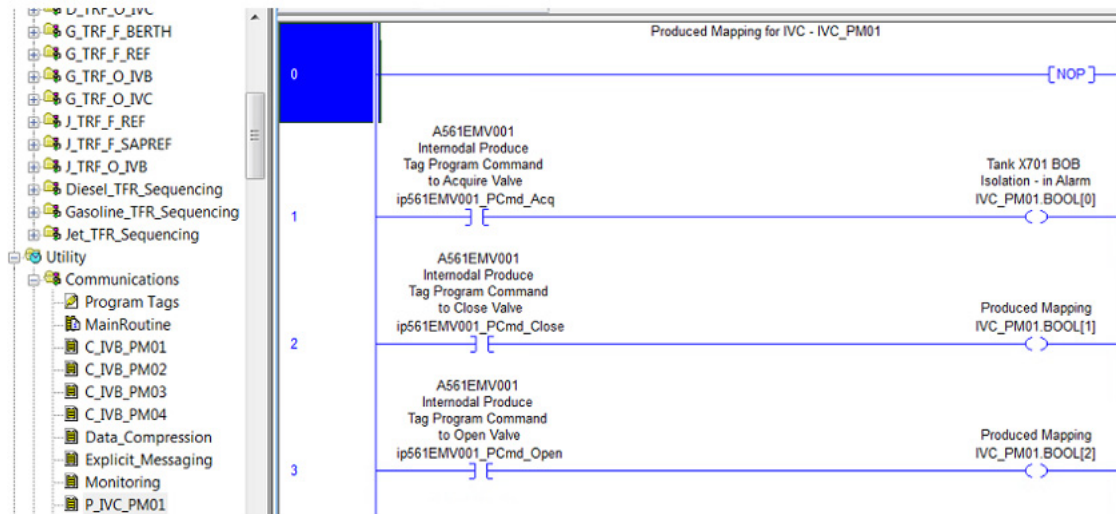 D_TRF_O_IVC
G_TRF_F_BERTH
G_TRF_F_REF
G_TRF_O_IVB
G_TRF_O_IVC
J_TRF_F_REF
J_TRF_F_SAPREF
J_TRF_O_IVB
Diesel_TFR_Sequencing
Gasoline_TFR_Sequencing
Jet_TFR_Sequencing
Utility
Communications
Program Tags
MainRoutine
C_IVB_PM01
C_IVB_PM02
C_IVB_PM03
C_IVB_PM04
Data_Compression
Explicit_Messaging
Monitoring
P_IVC_PM01
Produced Mapping for IVC - IVC_PM01
0
NOP
A561EMV001
Internodal Produce
Tag Program Command
to Acquire Valve
ip561EMV001_PCmd_Acq
Tank X701 BOB
Isolation - in Alarm
IVC_PM01.BOOL[0]
1
A561EMV001
Internodal Produce
Tag Program Command
to Close Valve
ip561EMV001_PCmd_Close
Produced Mapping
IVC_PM01.BOOL[1]
2
A561EMV001
Internodal Produce
Tag Program Command
to Open Valve
ip561EMV001_PCmd_Open
Produced Mapping
IVC_PM01.BOOL[2]
3